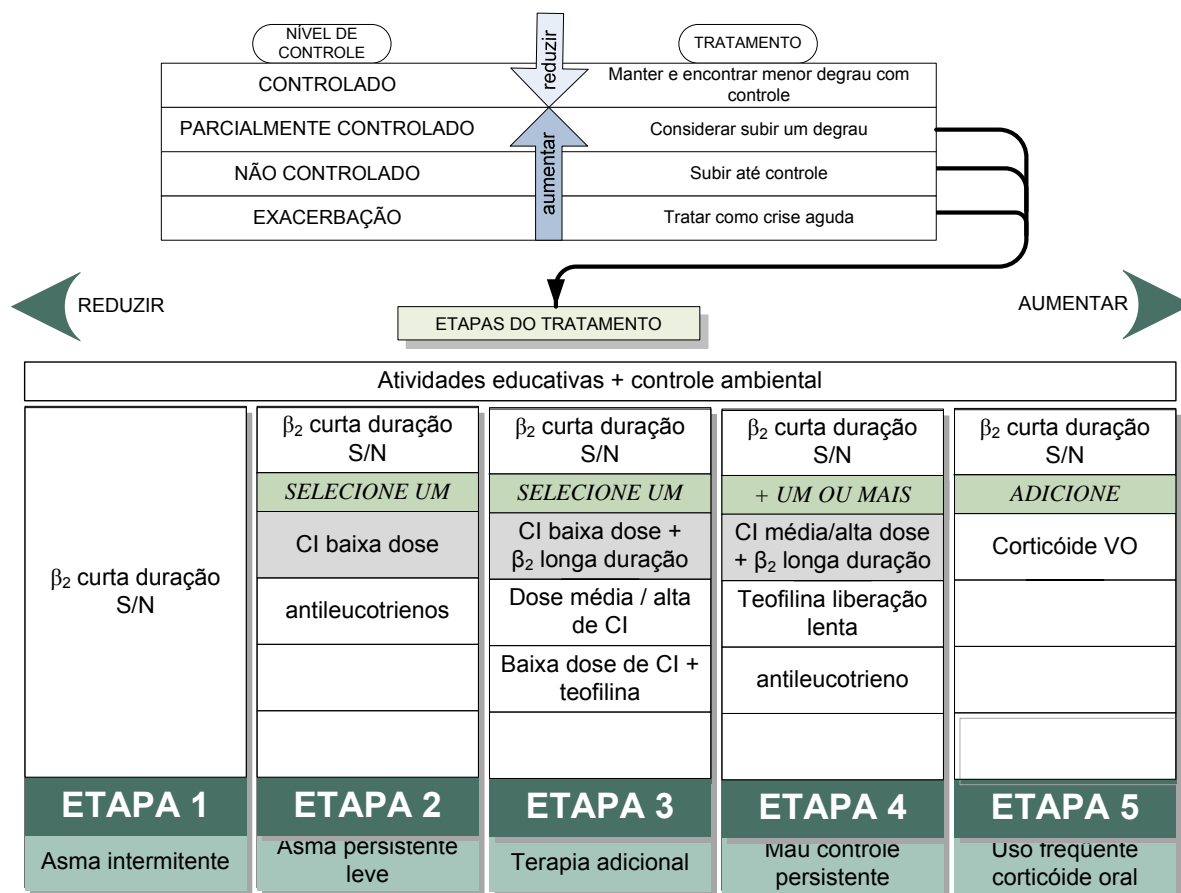 NÍVEL DE
CONTROLE
TRATAMENTO
reduzir
CONTROLADO
Manter e encontrar menor degrau com
controle
PARCIALMENTE CONTROLADO
Considerar subir um degrau
aumentar
NÃO CONTROLADO
Subir até controle
EXACERBAÇÃO
Tratar como crise aguda
REDUZIR
AUMENTAR
ETAPAS DO TRATAMENTO
Atividades educativas + controle ambiental
β₂ curta duração
S/N
ETAPA 1
Asma intermitente
β₂ curta duração
S/N
SELECIONE UM
CI baixa dose
antileucotrienos
ETAPA 2
Asma persistente
leve
β₂ curta duração
S/N
SELECIONE UM
CI baixa dose +
β₂ longa duração
Dose média / alta
de CI
Baixa dose de CI +
teofilina
ETAPA 3
Terapia adicional
β₂ curta duração
S/N
+ UM OU MAIS
CI média/alta dose
+ β₂ longa duração
Teofilina liberação
lenta
antileucotrieno
ETAPA 4
Mau controle
persistente
β₂ curta duração
S/N
ADICIONE
Corticóide VO
ETAPA 5
Uso freqüente
corticóide oral